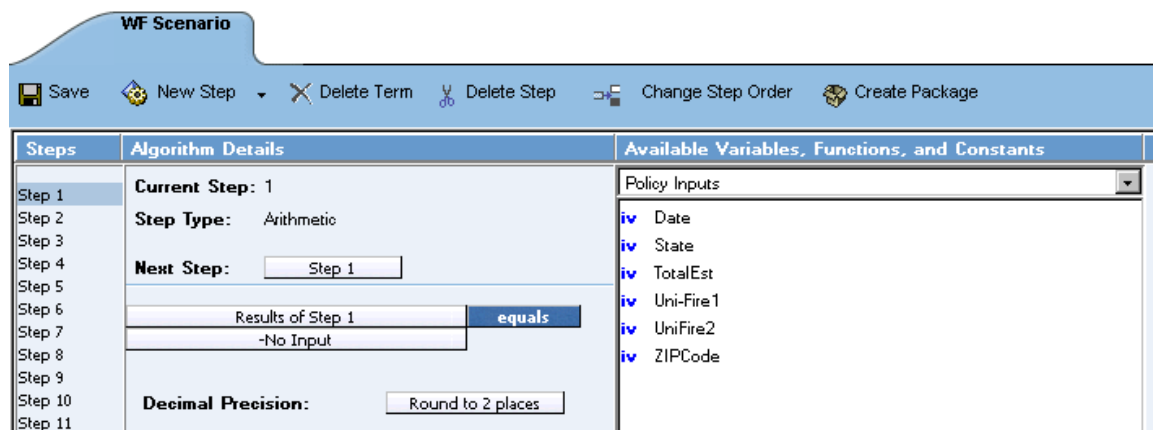 WF Scenario
Save New Step Delete Term Delete Step Change Step Order Create Package
Steps Algorithm Details Available Variables, Functions, and Constants
Step 1
Step 2
Step 3
Step 4
Step 5
Step 6
Step 7
Step 8
Step 9
Step 10
Step 11
Current Step: 1
Step Type: Arithmetic
Next Step: Step 1
Results of Step 1 equals
-No Input
Decimal Precision: Round to 2 places
Policy Inputs
iv Date
iv State
iv TotalEst
iv Uni-Fire1
iv UniFire2
iv ZIPCode